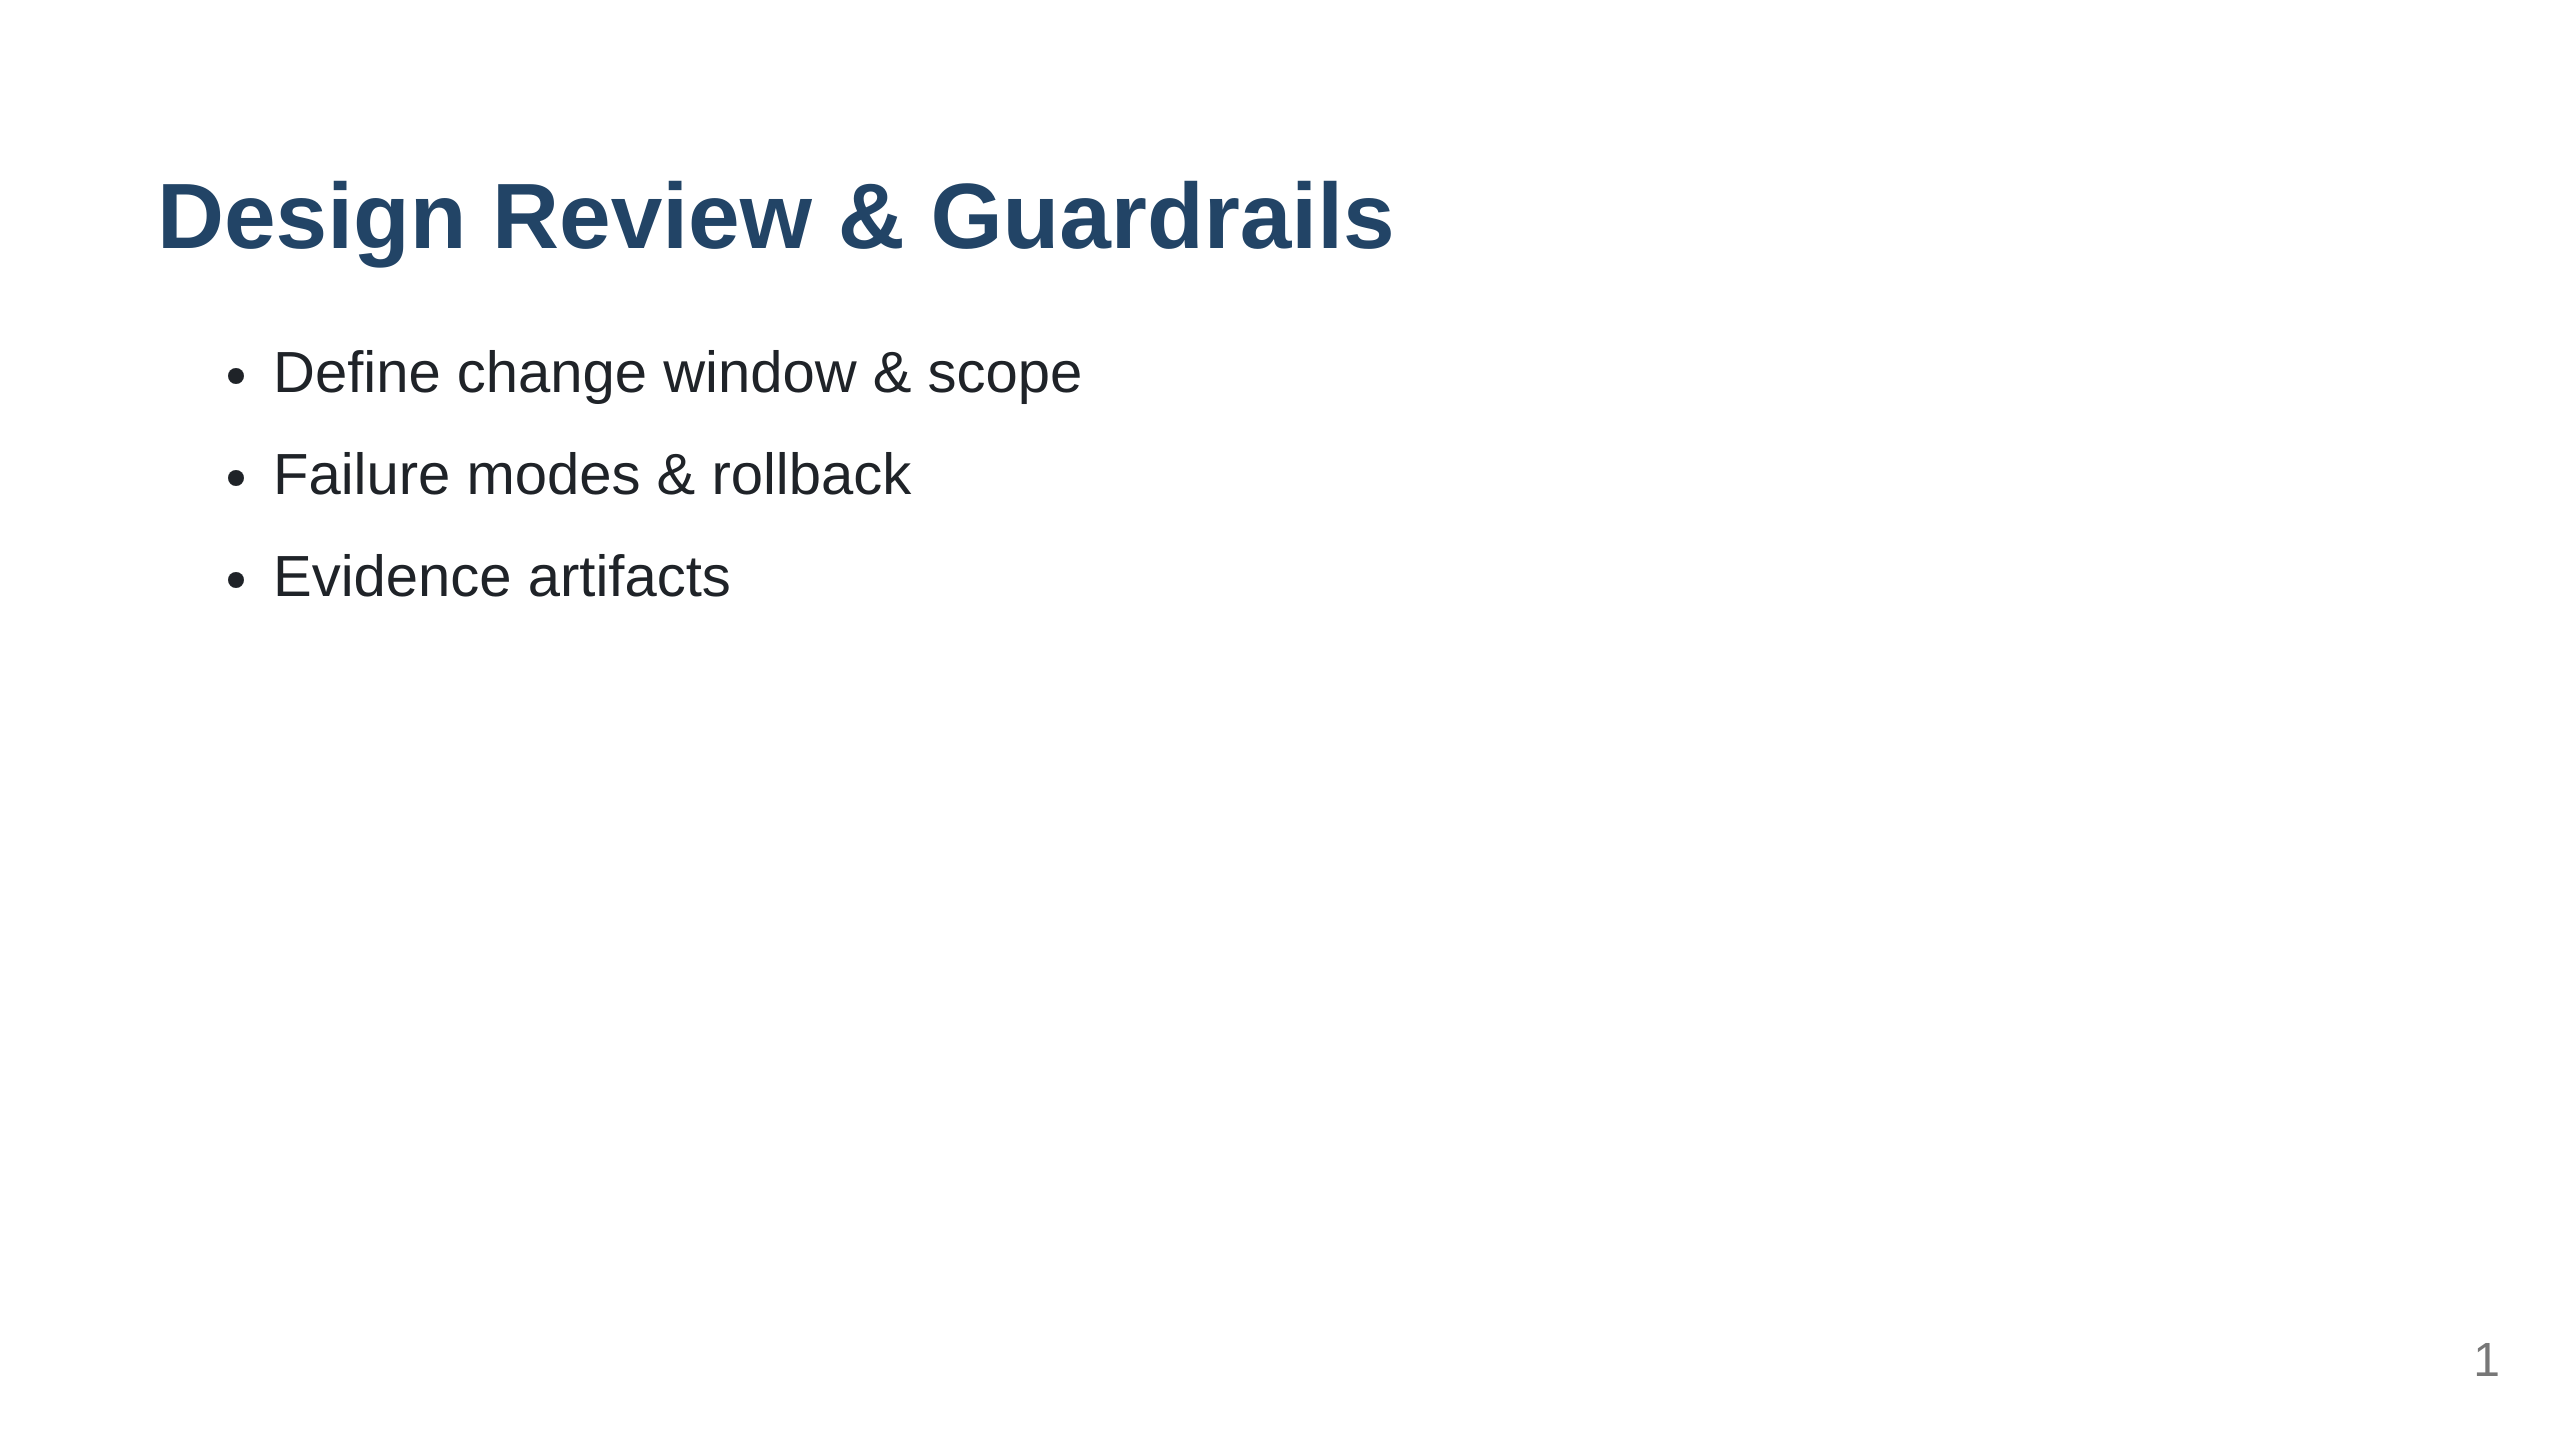 Design Review & Guardrails
• Define change window & scope
• Failure modes & rollback
• Evidence artifacts
1